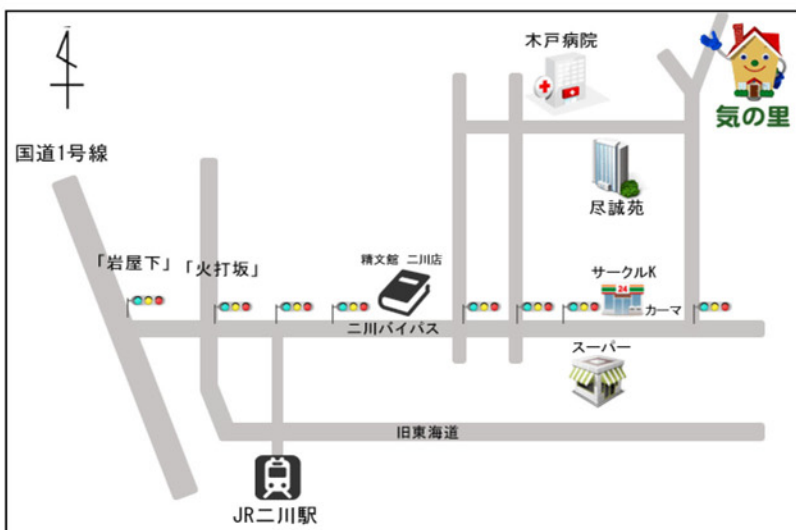 木戸病院
気の里
国道1号線
尽誠苑
「岩屋下」
「火打坂」
精文館 二川店
サークルK
24
カーマ
二川バイパス
スーパー
旧東海道
JR二川駅